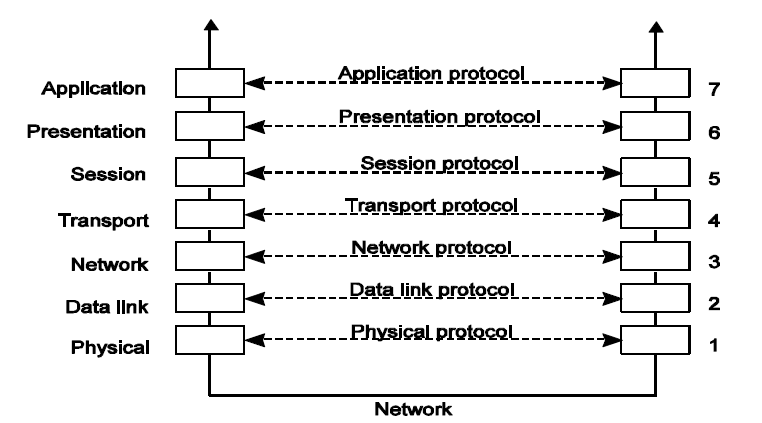 Application Application protocol 7
Presentation Presentation protocol 6
Session Session protocol 5
Transport Transport protocol 4
Network Network protocol 3
Data link Data link protocol 2
Physical Physical protocol 1
Network